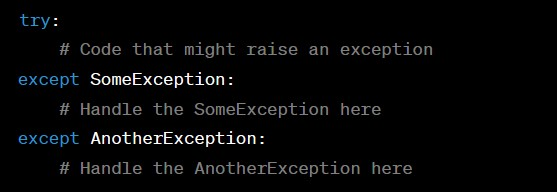 try:
    # Code that might raise an exception
except SomeException:
    # Handle the SomeException here
except AnotherException:
    # Handle the AnotherException here